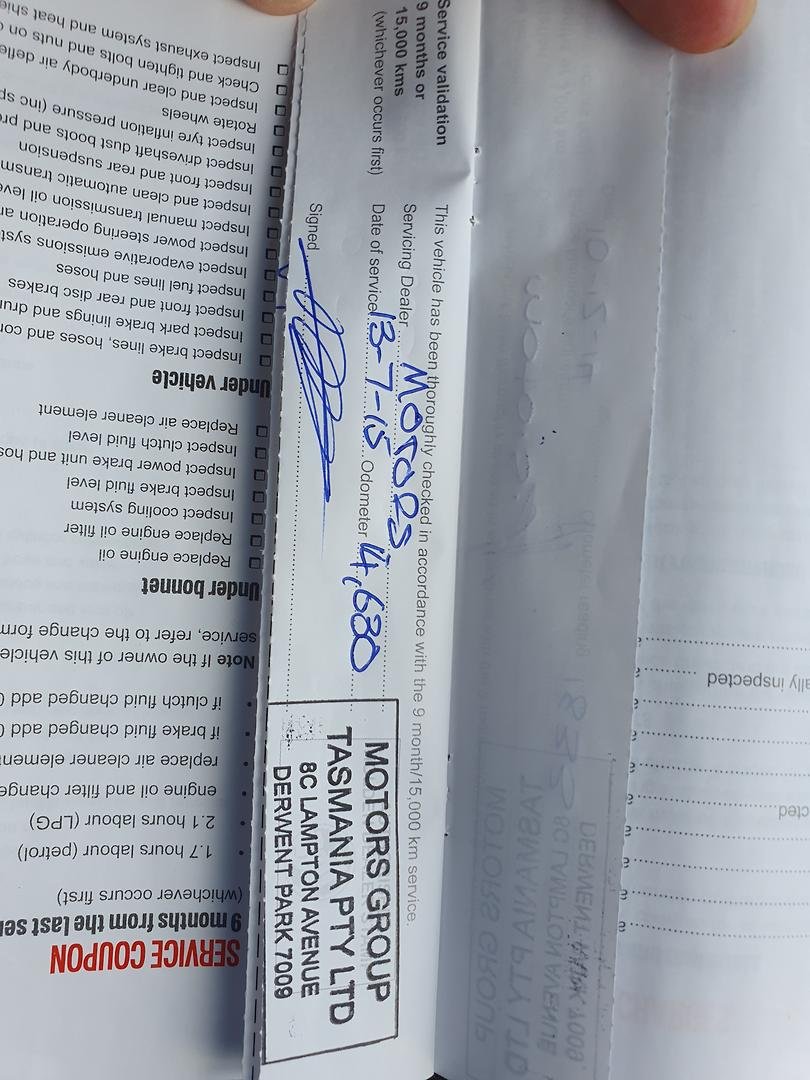 Service validation
9 months or
15,000 kms
(whichever occurs first)
This vehicle has been thoroughly checked in accordance with the 9 month/15,000 km service.
Servicing Dealer MOTORS
Date of service 13-7-15 Odometer 14,680
Signed
MOTORS GROUP
TASMANIA PTY LTD
8C LAMPTON AVENUE
DERWENT PARK 7009
SERVICE COUPON
9 months from the last
(whichever occurs first)
• 1.7 hours labour (petrol)
• 2.1 hours labour (LPG)
• engine oil and filter change
• replace air cleaner element
• if brake fluid changed add
• if clutch fluid changed add
Note If the owner of this vehicle
service, refer to the change form
Under bonnet
Replace engine oil
Replace engine oil filter
Inspect cooling system
Inspect brake fluid level
Inspect power brake unit and
Inspect clutch fluid level
Replace air cleaner element
Under vehicle
Inspect brake lines, hoses and
Inspect park brake linings and
Inspect front and rear disc brakes
Inspect fuel lines and hoses
Inspect evaporative emissions
Inspect power steering operation
Inspect manual transmission oil
Inspect and clean automatic
Inspect front and rear suspension
Inspect driveshaft dust boots and
Inspect tyre inflation pressure (inc
Rotate wheels
Inspect and clear underbody air
Check and tighten bolts and nuts on
Inspect exhaust system and heat
inspected